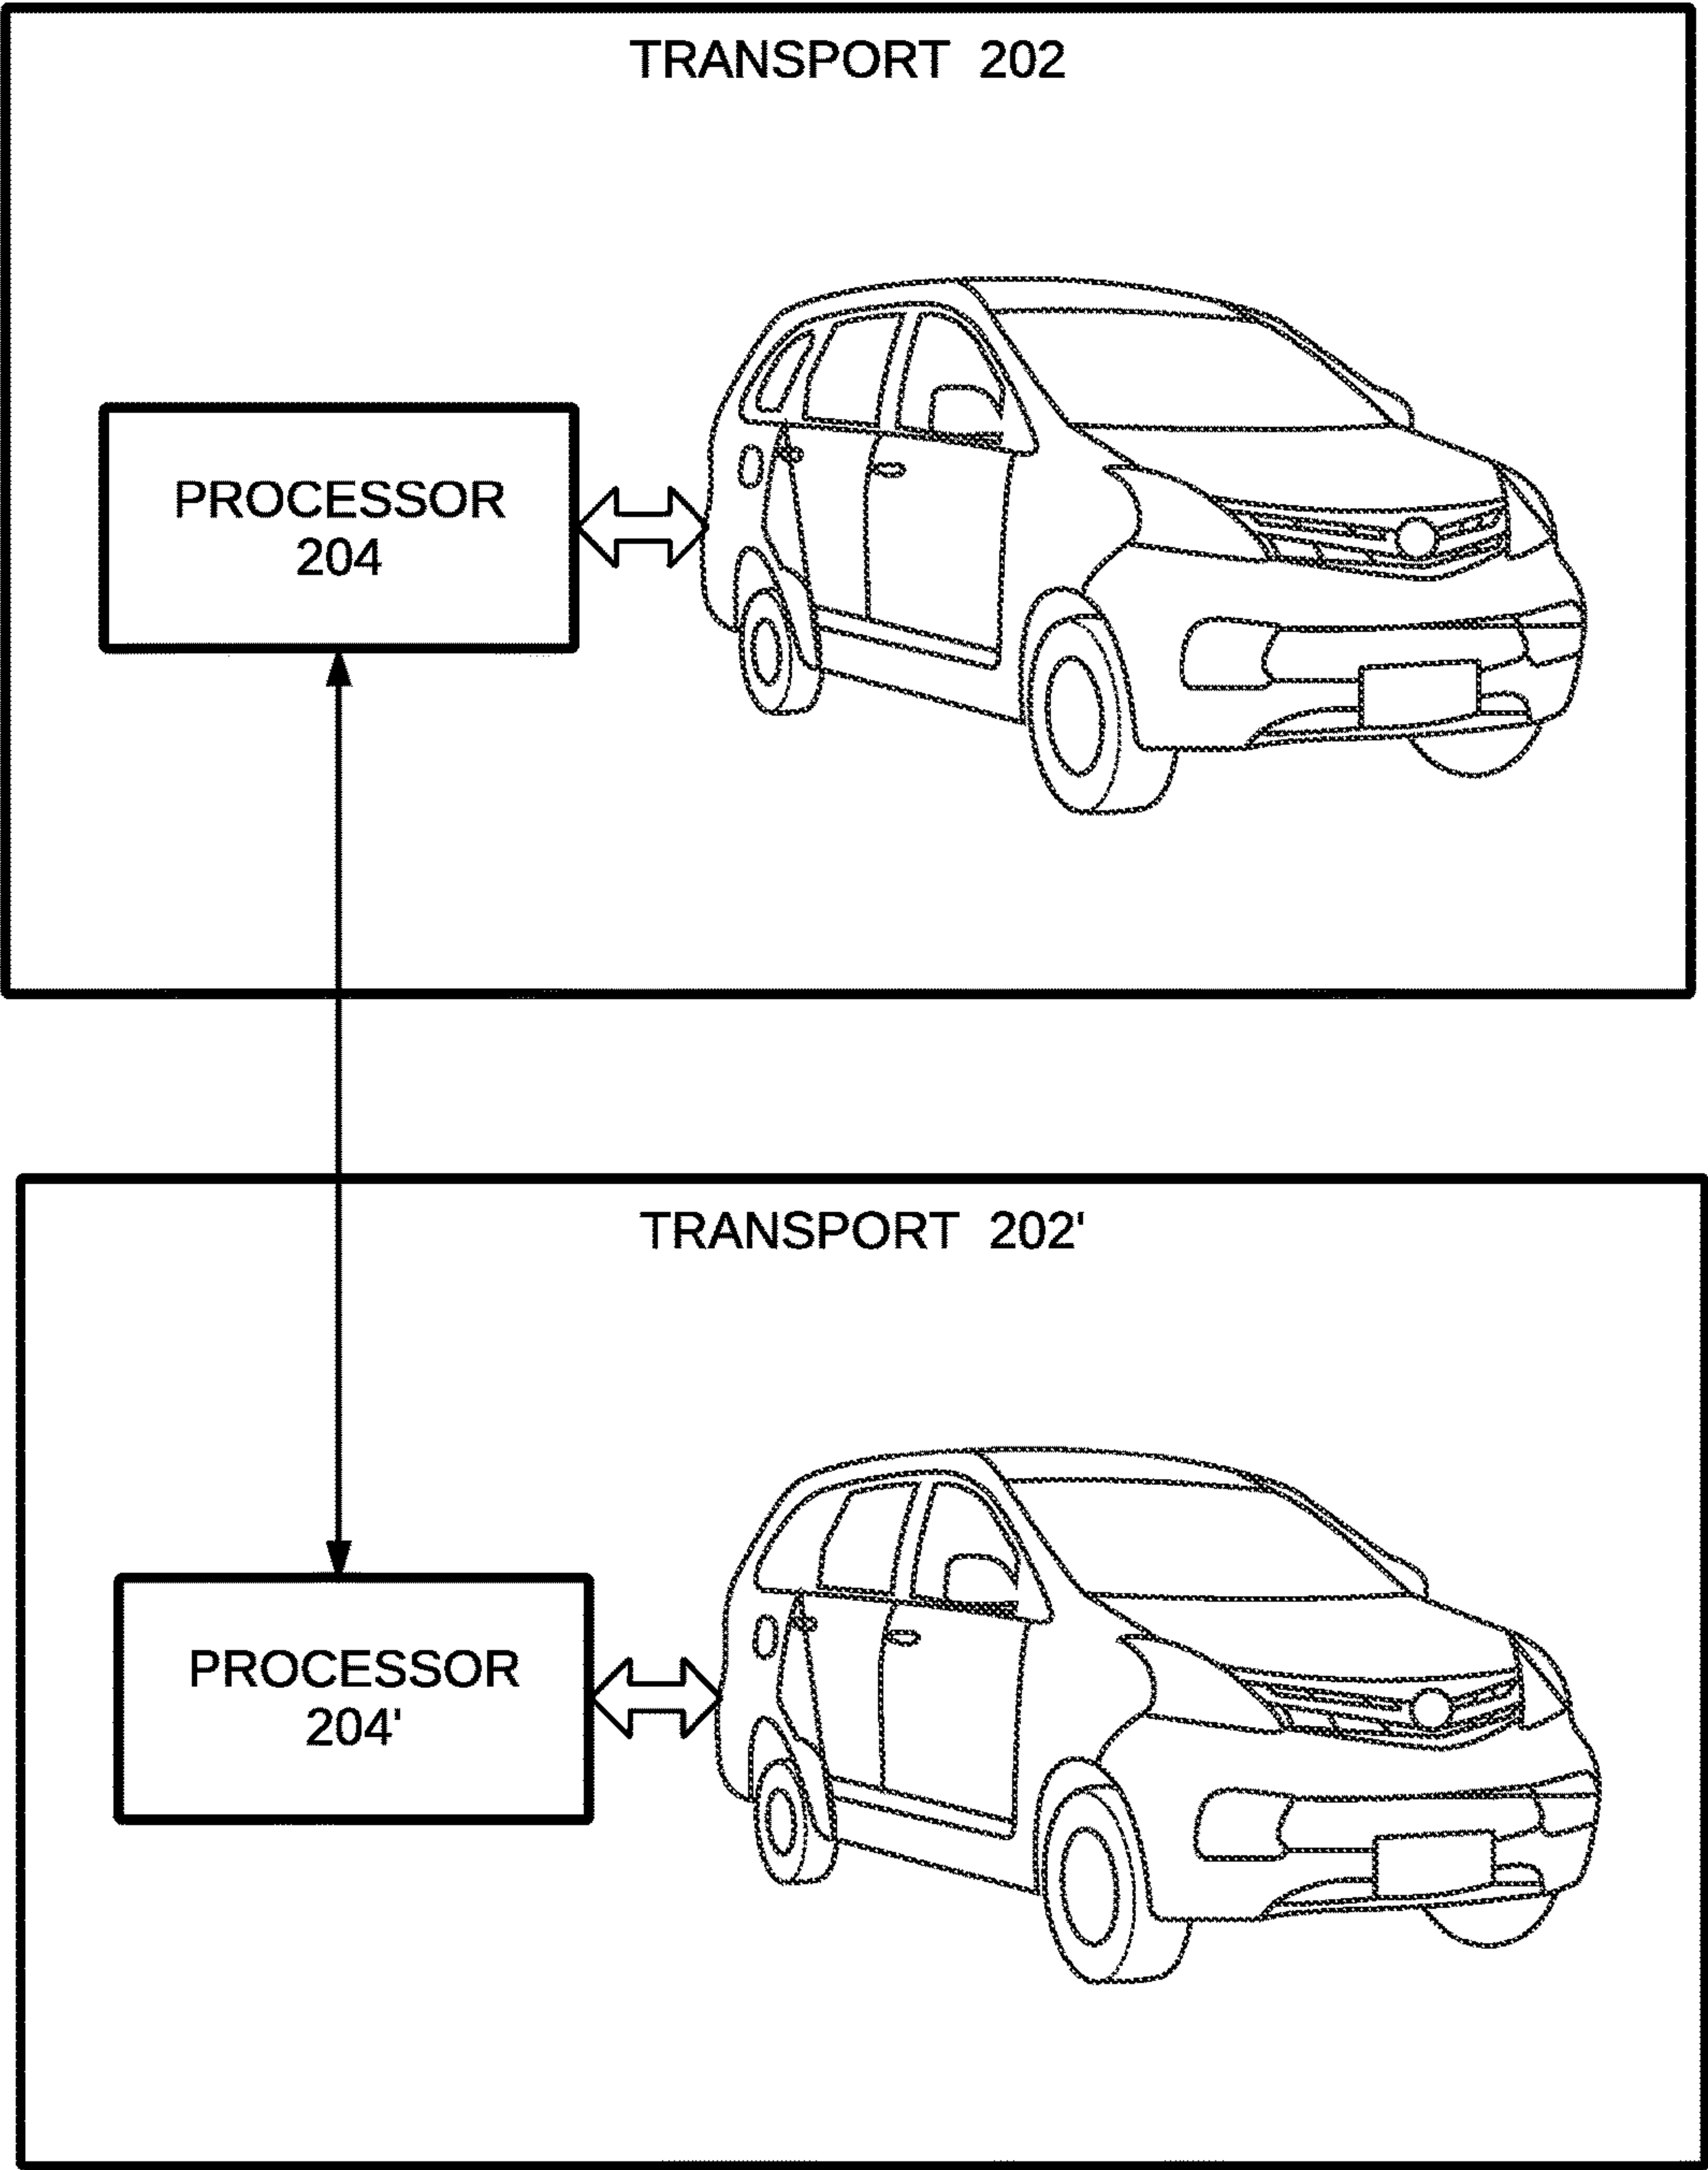 TRANSPORT 202
PROCESSOR
204
TRANSPORT 202'
PROCESSOR
204'